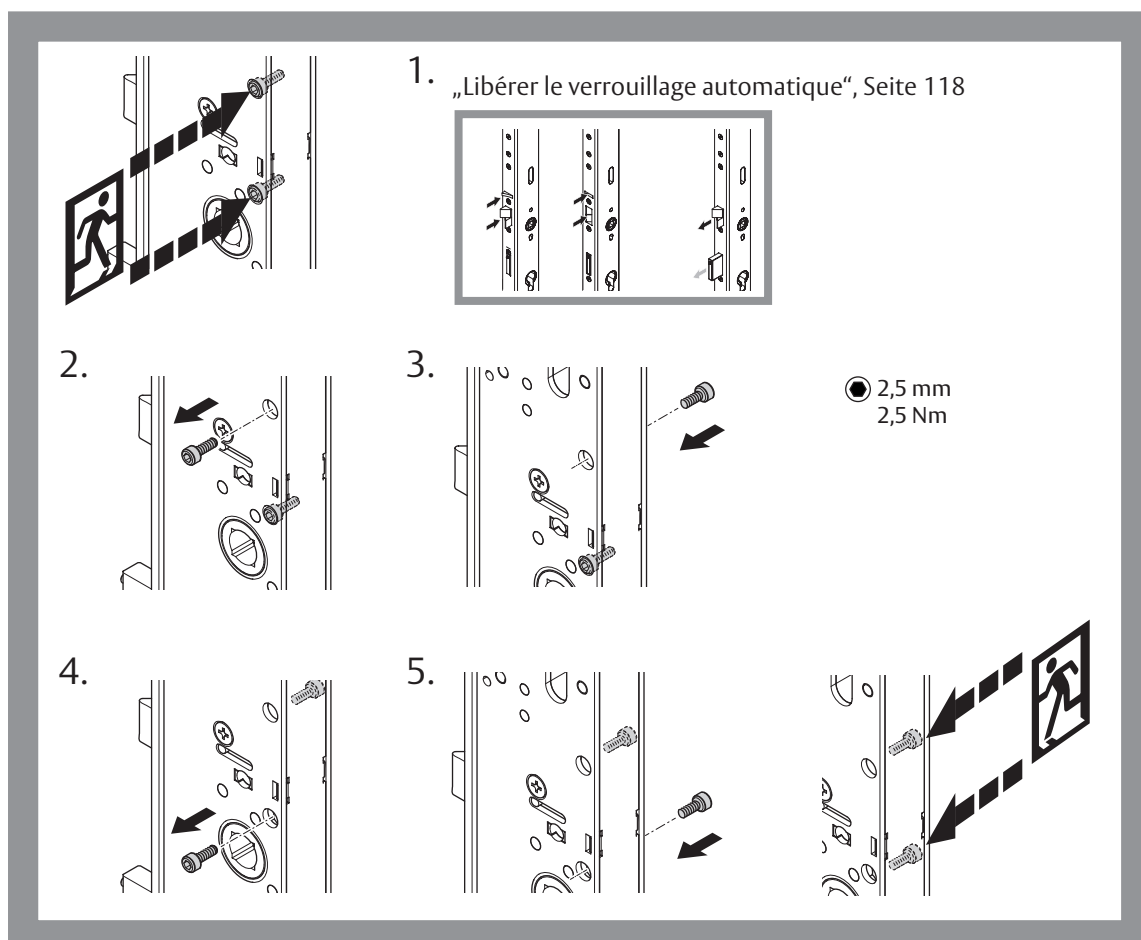 1.
„Libérer le verrouillage automatique“, Seite 118
2.
3.
2,5 mm
2,5 Nm
4.
5.